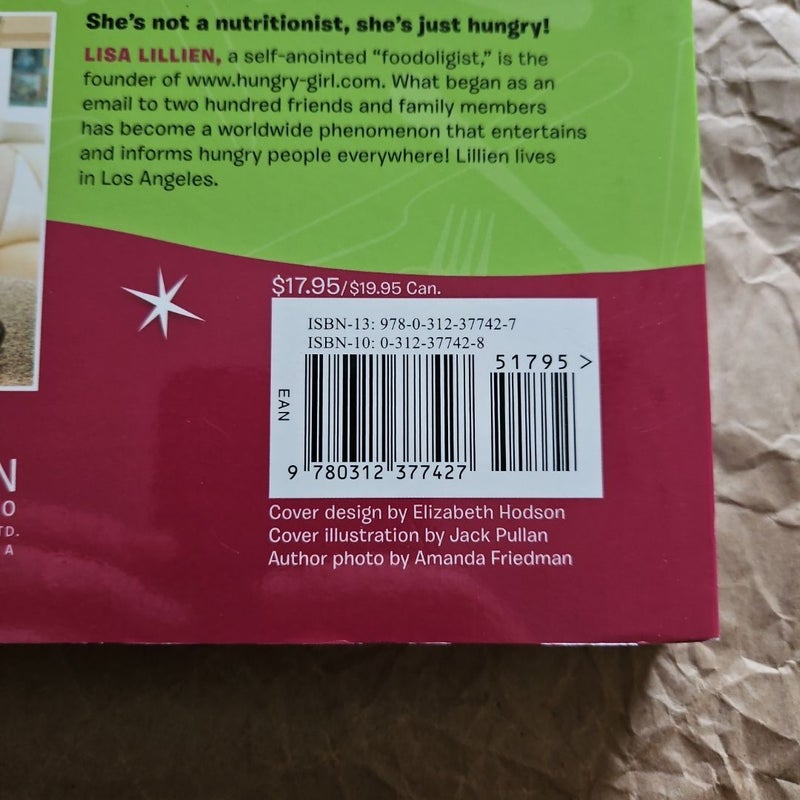 She's not a nutritionist, she's just hungry!
LISA LILLIEN, a self-anointed “foodoligist,” is the
founder of www.hungry-girl.com. What began as an
email to two hundred friends and family members
has become a worldwide phenomenon that entertains
and informs hungry people everywhere! Lillien lives
in Los Angeles.
$17.95/$19.95 Can.
ISBN-13: 978-0-312-37742-7
ISBN-10: 0-312-37742-8
51795 >
EAN
9 780312 377427
N
O
TD.
A
Cover design by Elizabeth Hodson
Cover illustration by Jack Pullan
Author photo by Amanda Friedman